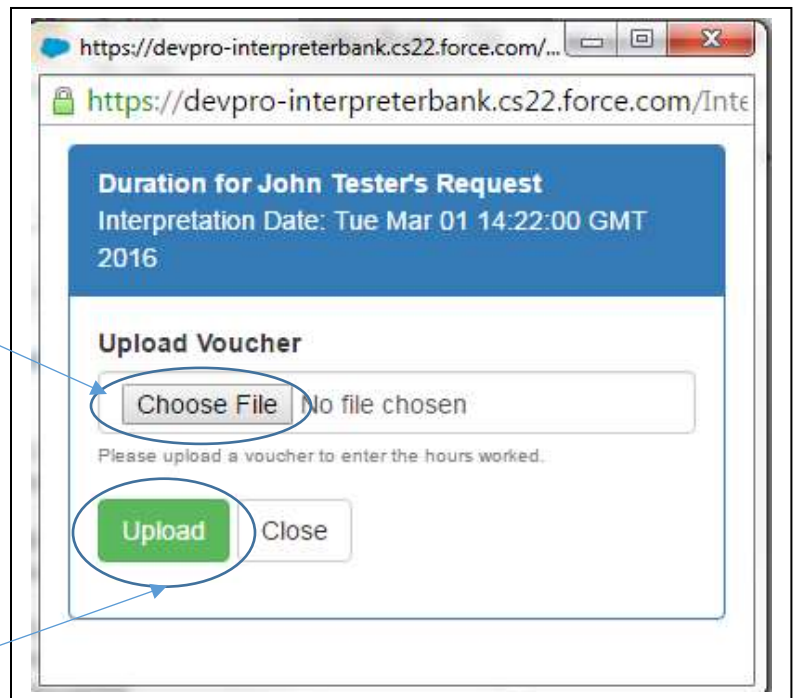 https://devpro-interpreterbank.cs22.force.com/...
https://devpro-interpreterbank.cs22.force.com/Inte
Duration for John Tester's Request
Interpretation Date: Tue Mar 01 14:22:00 GMT
2016
Upload Voucher
Choose File No file chosen
Please upload a voucher to enter the hours worked.
Upload Close